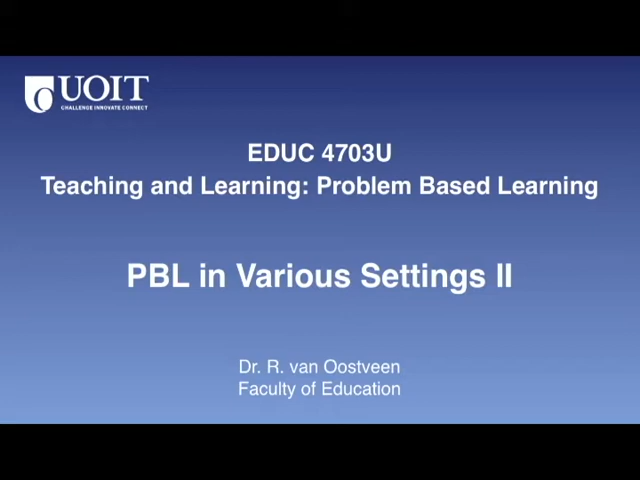 UOIT
CHALLENGE INNOVATE CONNECT
EDUC 4703U
Teaching and Learning: Problem Based Learning
PBL in Various Settings II
Dr. R. van Oostveen
Faculty of Education